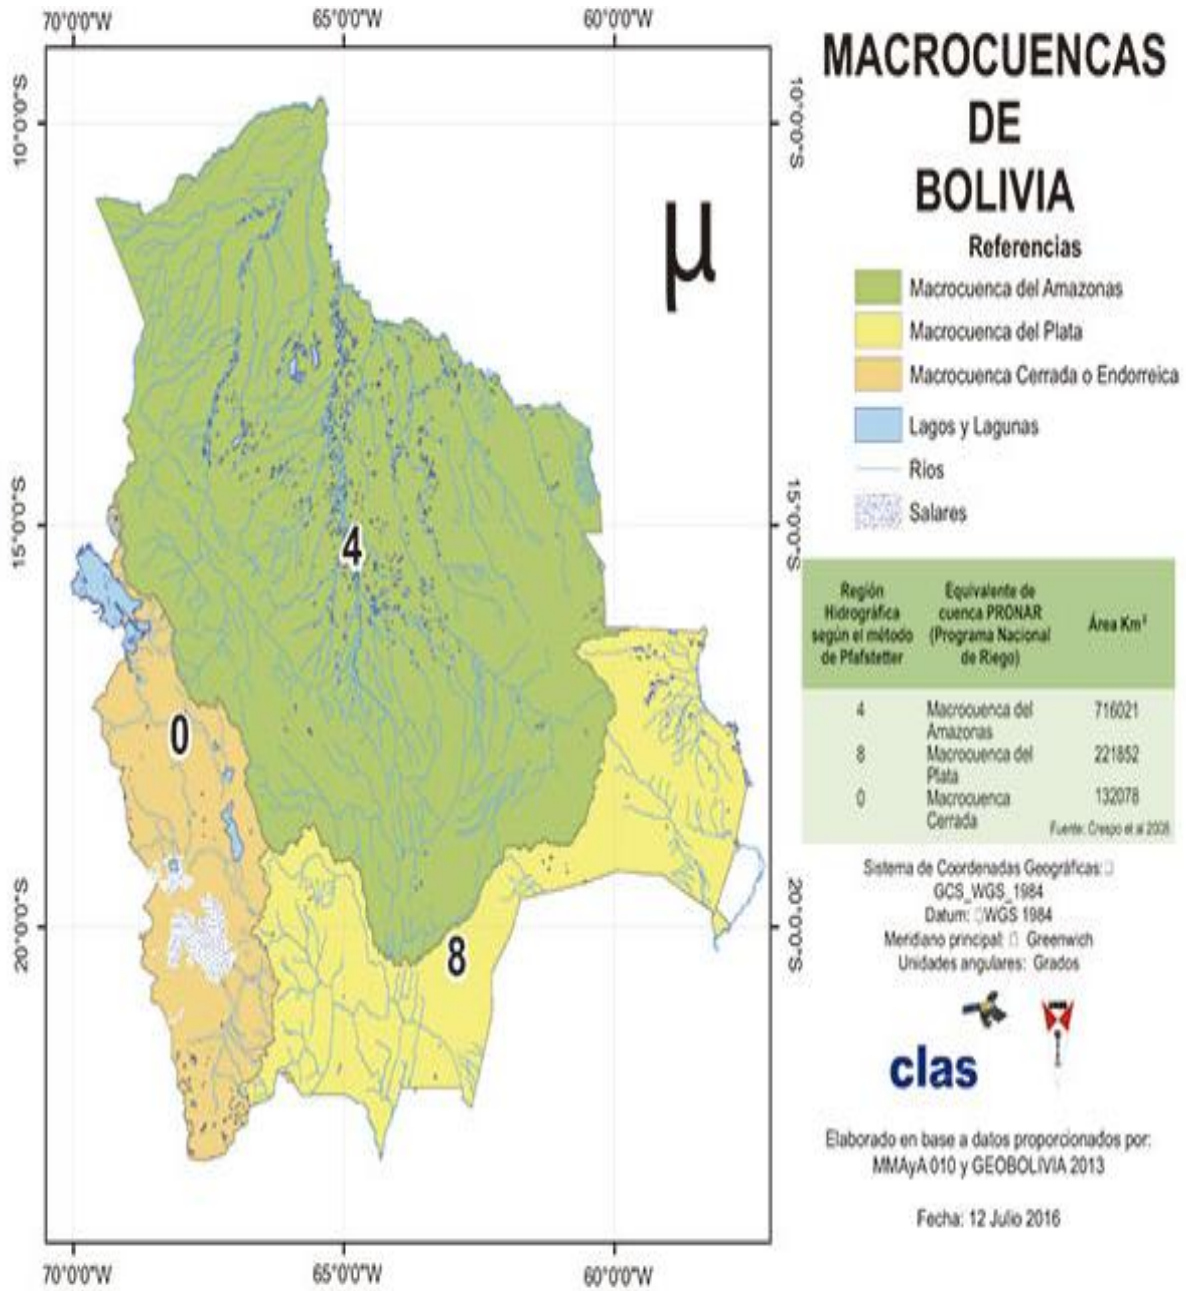 70°0'0"W 65°0'0"W 60°0'0"W
10°0'0"S
15°0'0"S
20°0'0"S
10°0'0"S
15°0'0"S
20°0'0"S
70°0'0"W 65°0'0"W 60°0'0"W
µ
4
0
8
MACROCUENCAS
DE
BOLIVIA
Referencias
Macrocuenca del Amazonas
Macrocuenca del Plata
Macrocuenca Cerrada o Endorreica
Lagos y Lagunas
Ríos
Salares
Región
Hidrográfica
según el método
de Pfafstetter
Equivalente de
cuenca PRONAR
(Programa Nacional
de Riego)
Área Km²
4 Macrocuenca del 716021
Amazonas
8 Macrocuenca del 221852
Plata
0 Macrocuenca 132078
Cerrada
Fuente: Crespo et al 2008
Sistema de Coordenadas Geográficas:
GCS_WGS_1984
Datum: WGS 1984
Meridiano principal: Greenwich
Unidades angulares: Grados
clas
Elaborado en base a datos proporcionados por:
MMAyA 010 y GEOBOLIVIA 2013
Fecha: 12 Julio 2016